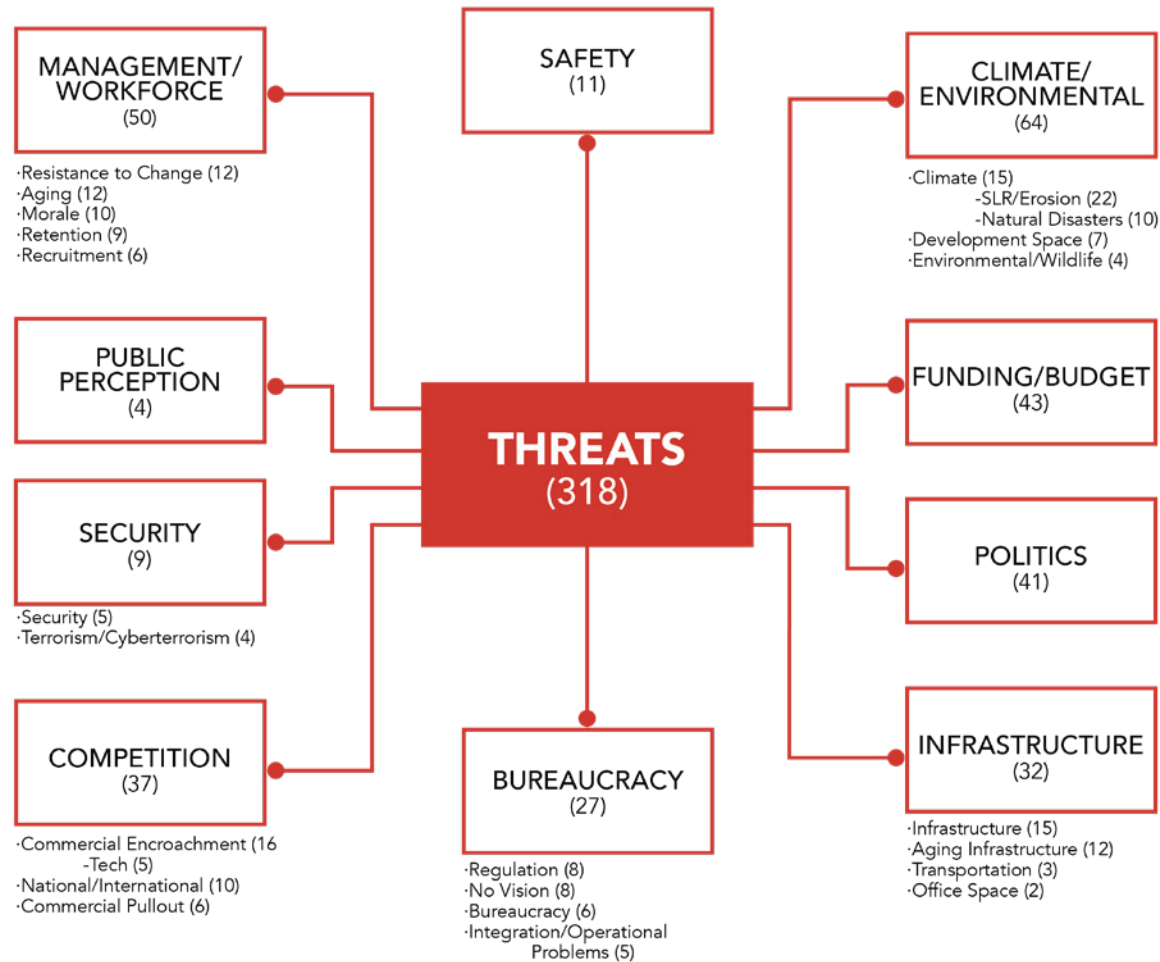 MANAGEMENT/
WORKFORCE
(50)
·Resistance to Change (12)
·Aging (12)
·Morale (10)
·Retention (9)
·Recruitment (6)
SAFETY
(11)
CLIMATE/
ENVIRONMENTAL
(64)
·Climate (15)
-SLR/Erosion (22)
-Natural Disasters (10)
·Development Space (7)
·Environmental/Wildlife (4)
PUBLIC
PERCEPTION
(4)
THREATS
(318)
FUNDING/BUDGET
(43)
SECURITY
(9)
·Security (5)
·Terrorism/Cyberterrorism (4)
POLITICS
(41)
COMPETITION
(37)
·Commercial Encroachment (16
-Tech (5)
·National/International (10)
·Commercial Pullout (6)
BUREAUCRACY
(27)
·Regulation (8)
·No Vision (8)
·Bureaucracy (6)
·Integration/Operational
Problems (5)
INFRASTRUCTURE
(32)
·Infrastructure (15)
·Aging Infrastructure (12)
·Transportation (3)
·Office Space (2)